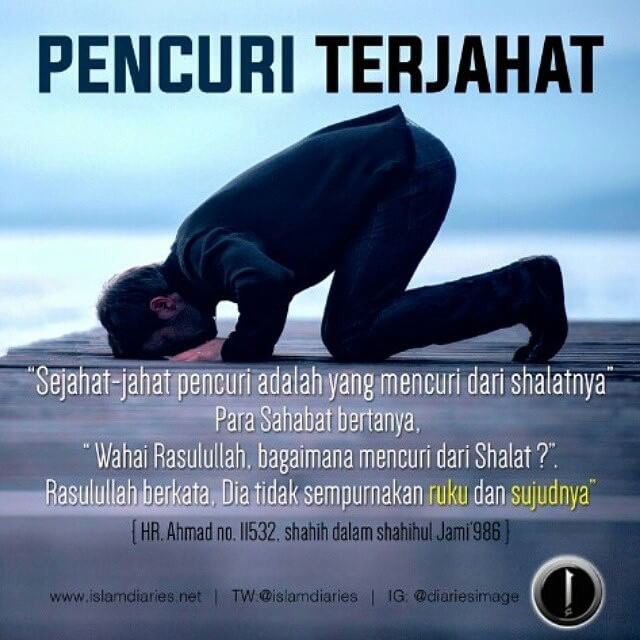 PENCURI TERJAHAT
"Sejahat-jahat pencuri adalah yang mencuri dari shalatnya"
Para Sahabat bertanya,
" Wahai Rasulullah, bagaimana mencuri dari Shalat ?".
Rasulullah berkata, Dia tidak sempurnakan ruku dan sujudnya"
{ HR. Ahmad no. 11532, shahih dalam shahihul Jami'986 }
www.islamdiaries.net | TW:@islamdiaries | IG: @diariesimage